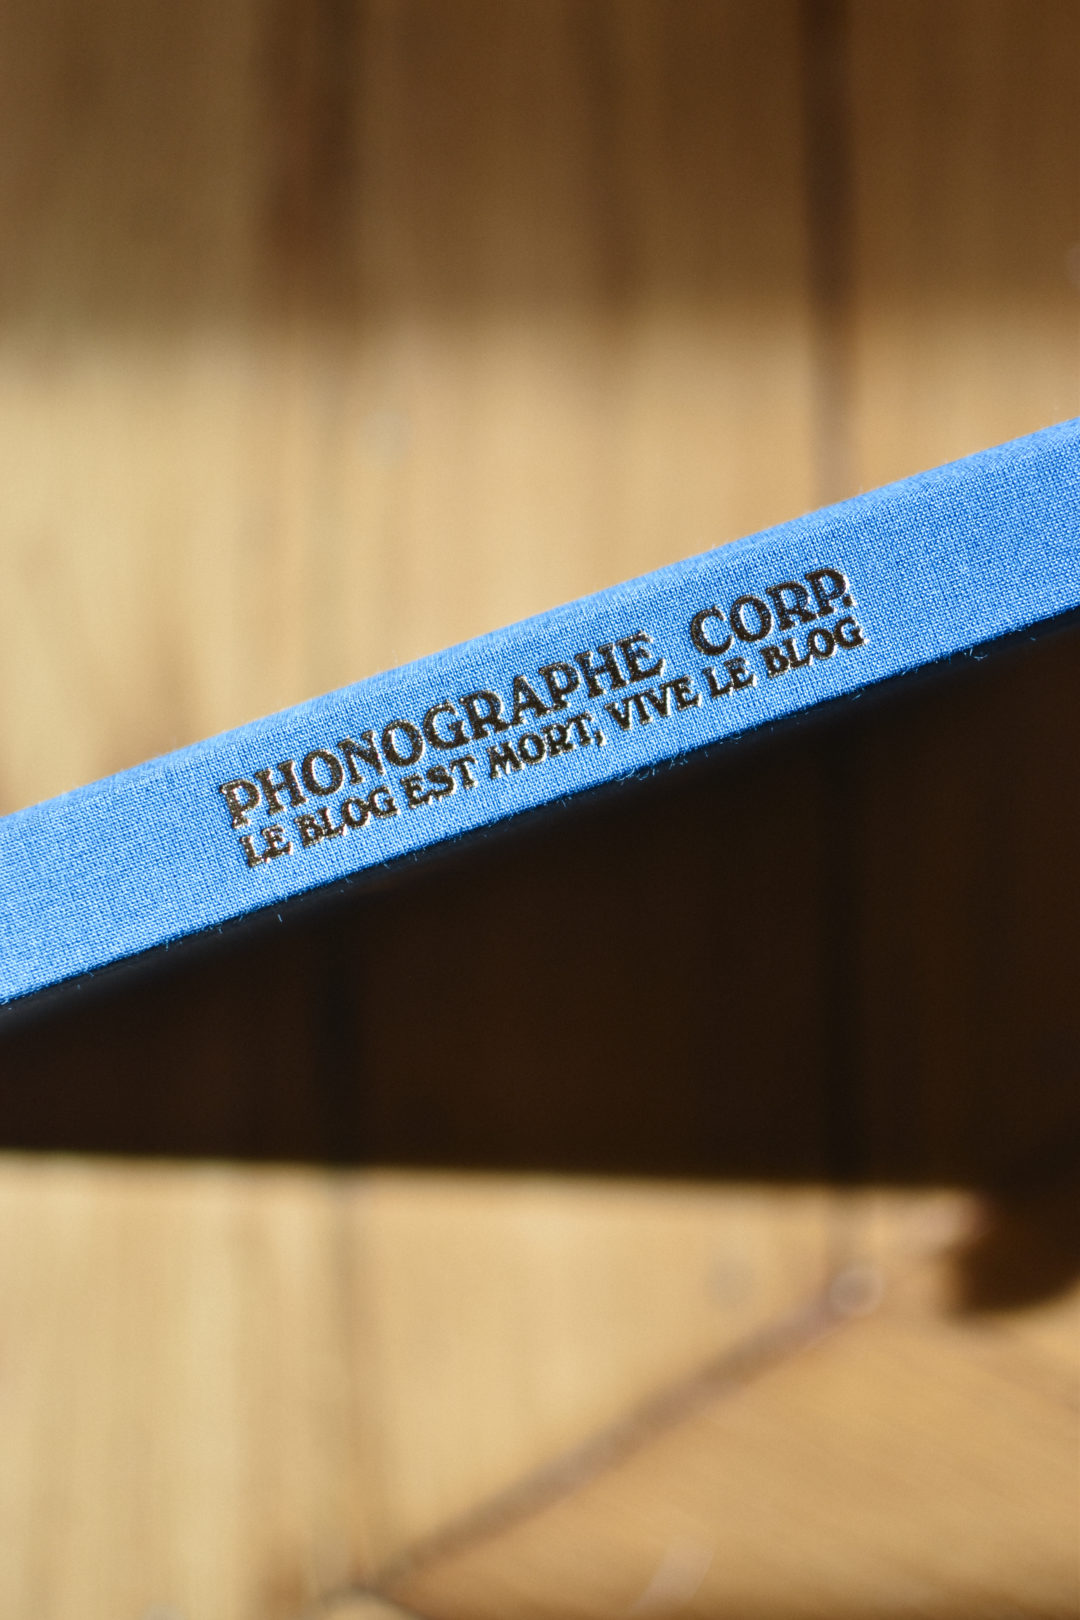 PHONOGRAPHE CORP.
LE BLOG EST MORT, VIVE LE BLOG